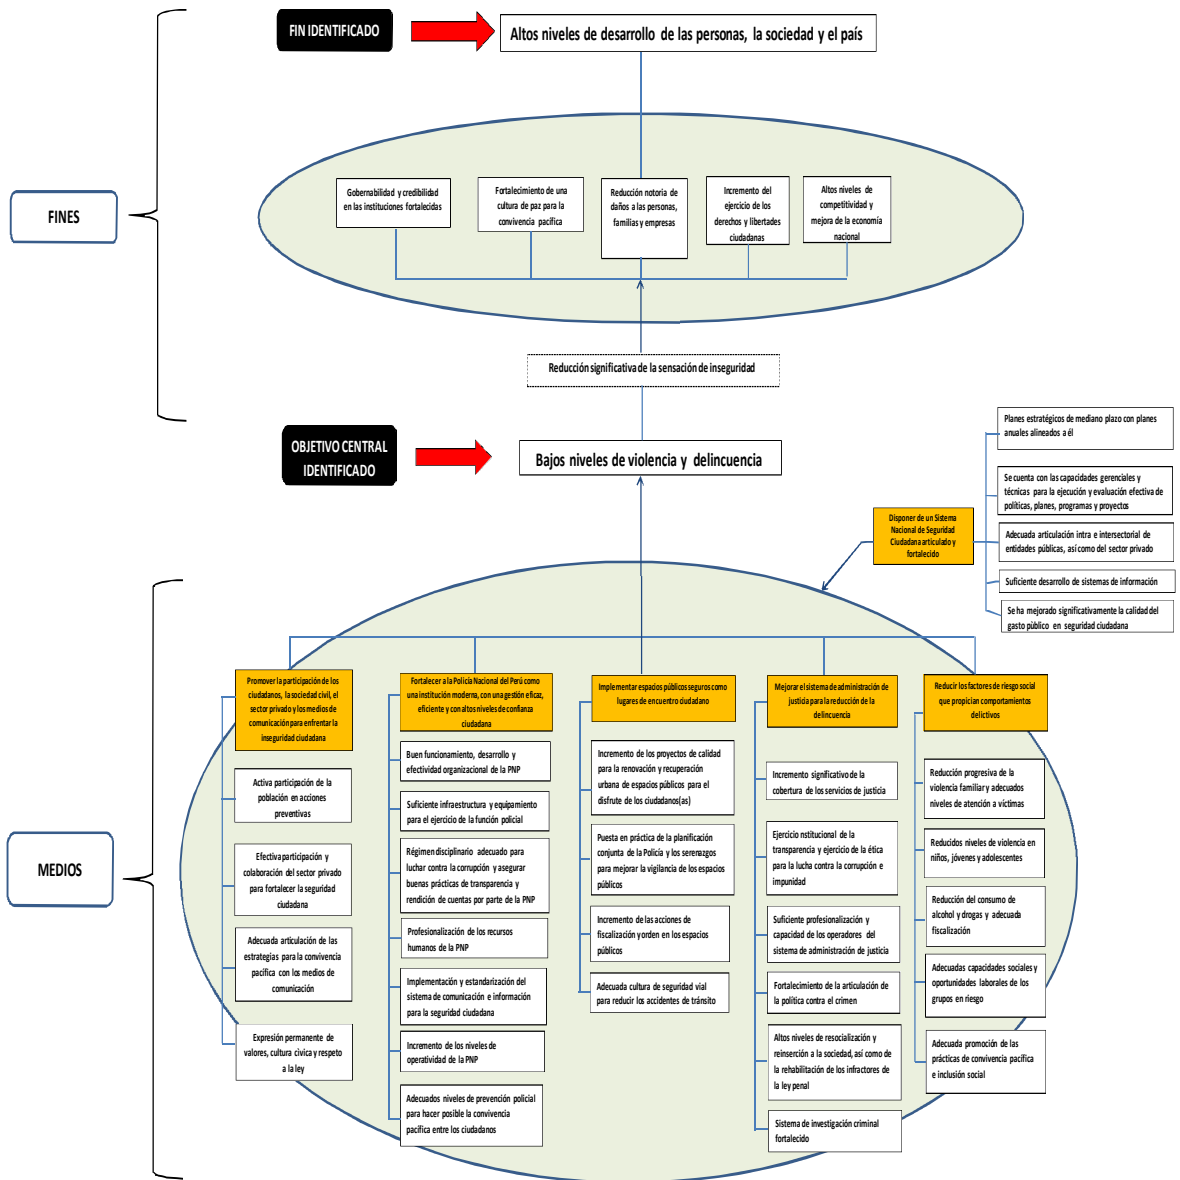 FIN IDENTIFICADO
Altos niveles de desarrollo de las personas, la sociedad y el país
FINES
Gobernabilidad y credibilidad
en las instituciones fortalecidas
Fortalecimiento de una
cultura de paz para la
convivencia pacífica
Reducción notoria de
daños a las personas,
familias y empresas
Incremento del
ejercicio de los
derechos y libertades
ciudadanas
Altos niveles de
competitividad y
mejora de la economía
nacional
Reducción significativa de la sensación de inseguridad
OBJETIVO CENTRAL
IDENTIFICADO
Bajos niveles de violencia y delincuencia
Planes estratégicos de mediano plazo con planes
anuales alineados a él
Se cuenta con las capacidades gerenciales y
técnicas para la ejecución y evaluación efectiva de
políticas, planes, programas y proyectos
Disponer de un Sistema
Nacional de Seguridad
Ciudadana articulado y
fortalecido
Adecuada articulación intra e intersectorial de
entidades públicas, así como del sector privado
Suficiente desarrollo de sistemas de información
Se ha mejorado significativamente la calidad del
gasto público en seguridad ciudadana
MEDIOS
Promover la participación de los
ciudadanos, la sociedad civil, el
sector privado y los medios de
comunicación para enfrentar la
inseguridad ciudadana
Activa participación de la
población en acciones
preventivas
Efectiva participación y
colaboración del sector privado
para fortalecer la seguridad
ciudadana
Adecuada articulación de las
estrategias para la convivencia
pacífica con los medios de
comunicación
Expresión permanente de
valores, cultura cívica y respeto
a la ley
Fortalecer a la Policía Nacional del Perú como
una institución moderna, con una gestión eficaz,
eficiente y con altos niveles de confianza
ciudadana
Buen funcionamiento, desarrollo y
efectividad organizacional de la PNP
Suficiente infraestructura y equipamiento
para el ejercicio de la función policial
Régimen disciplinario adecuado para
luchar contra la corrupción y asegurar
buenas prácticas de transparencia y
rendición de cuentas por parte de la PNP
Profesionalización de los recursos
humanos de la PNP
Implementación y estandarización del
sistema de comunicación e información
para la seguridad ciudadana
Incremento de los niveles de
operatividad de la PNP
Adecuados niveles de prevención policial
para hacer posible la convivencia
pacífica entre los ciudadanos
Implementar espacios públicos seguros como
lugares de encuentro ciudadano
Incremento de los proyectos de calidad
para la renovación y recuperación
urbana de espacios públicos para el
disfrute de los ciudadanos(as)
Puesta en práctica de la planificación
conjunta de la Policía y los serenazgos
para mejorar la vigilancia de los espacios
públicos
Incremento de las acciones de
fiscalización y orden en los espacios
públicos
Adecuada cultura de seguridad vial
para reducir los accidentes de tránsito
Mejorar el sistema de administración de
justicia para la reducción de la
delincuencia
Incremento significativo de la
cobertura de los servicios de justicia
Ejercicio nstitucional de la
transparencia y ejercicio de la ética
para la lucha contra la corrupción e
impunidad
Suficiente profesionalización y
capacidad de los operadores del
sistema de administración de justicia
Fortalecimiento de la articulación de
la política contra el crimen
Altos niveles de resocialización y
reinserción a la sociedad, así como de
la rehabilitación de los infractores de
la ley penal
Sistema de investigación criminal
fortalecido
Reducir los factores de riesgo social
que propician comportamientos
delictivos
Reducción progresiva de la
violencia familiar y adecuados
niveles de atención a víctimas
Reducidos niveles de violencia en
niños, jóvenes y adolescentes
Reducción del consumo de
alcohol y drogas y adecuada
fiscalización
Adecuadas capacidades sociales y
oportunidades laborales de los
grupos en riesgo
Adecuada promoción de las
prácticas de convivencia pacífica
e inclusión social